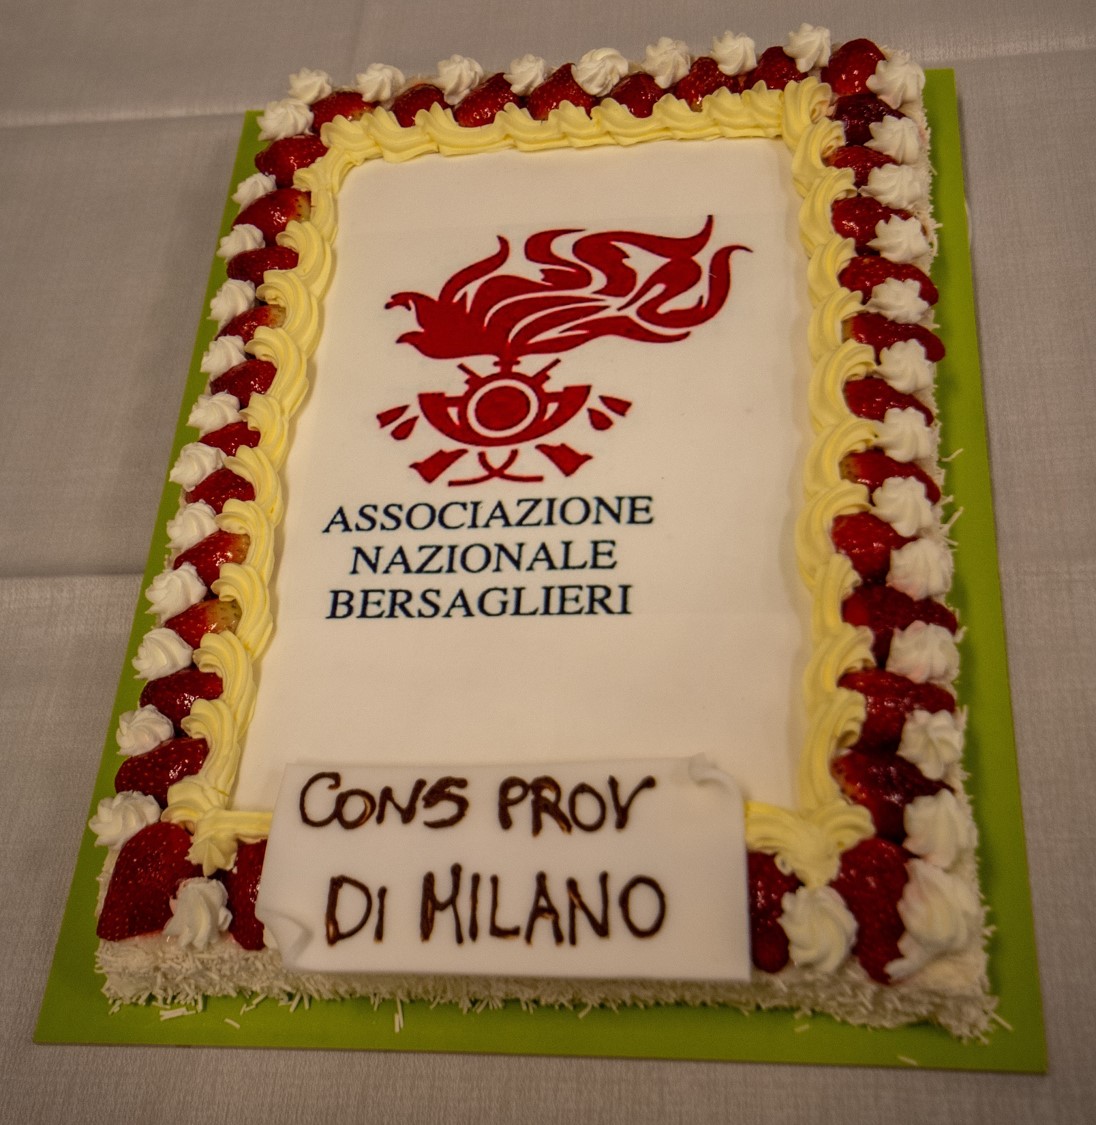 ASSOCIAZIONE
NAZIONALE
BERSAGLIERI
CONS PROV
DI MILANO